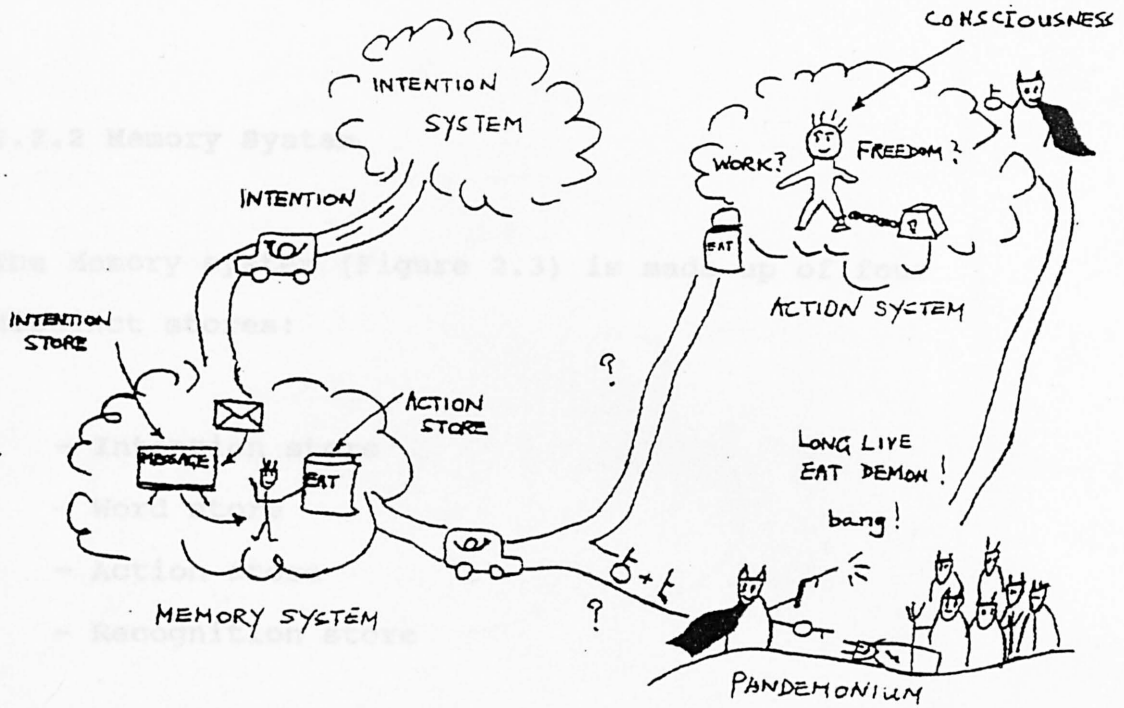 CONSCIOUSNESS
INTENTION
SYSTEM
WORK?
FREEDOM?
INTENTION
EAT
ACTION SYSTEM
INTENTION
STORE
?
ACTION
STORE
MESSAGE
EAT
LONG LIVE
EAT DEMON!
bang!
?
MEMORY SYSTEM
PANDEMONIUM
2.2 Memory System
The Memory System (Figure 2.3) is made up of
stores:
- Intention store
- Word store
- Action store
- Recognition store